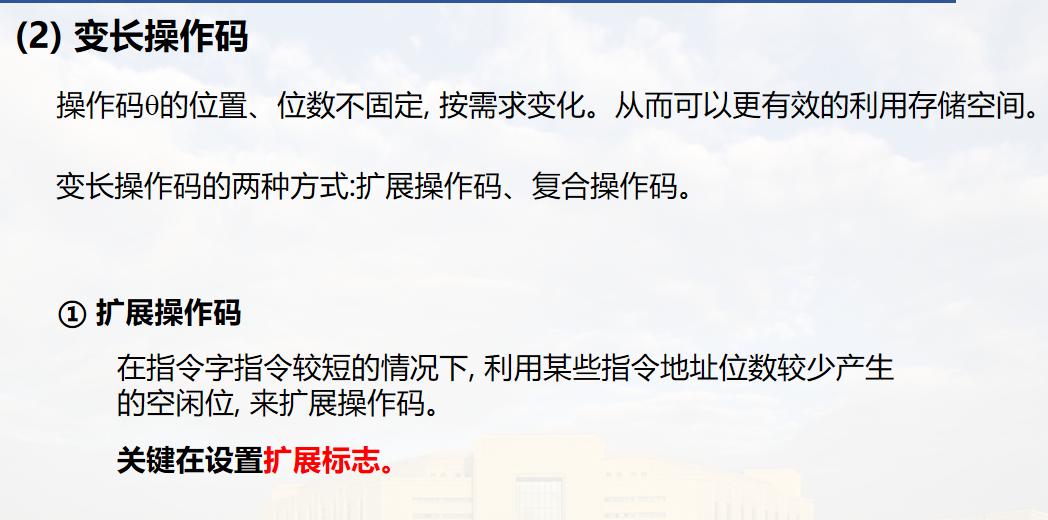 (2) 变长操作码
操作码θ的位置、位数不固定, 按需求变化。从而可以更有效的利用存储空间。
变长操作码的两种方式:扩展操作码、复合操作码。
① 扩展操作码
在指令字指令较短的情况下, 利用某些指令地址位数较少产生
的空闲位, 来扩展操作码。
关键在设置扩展标志。